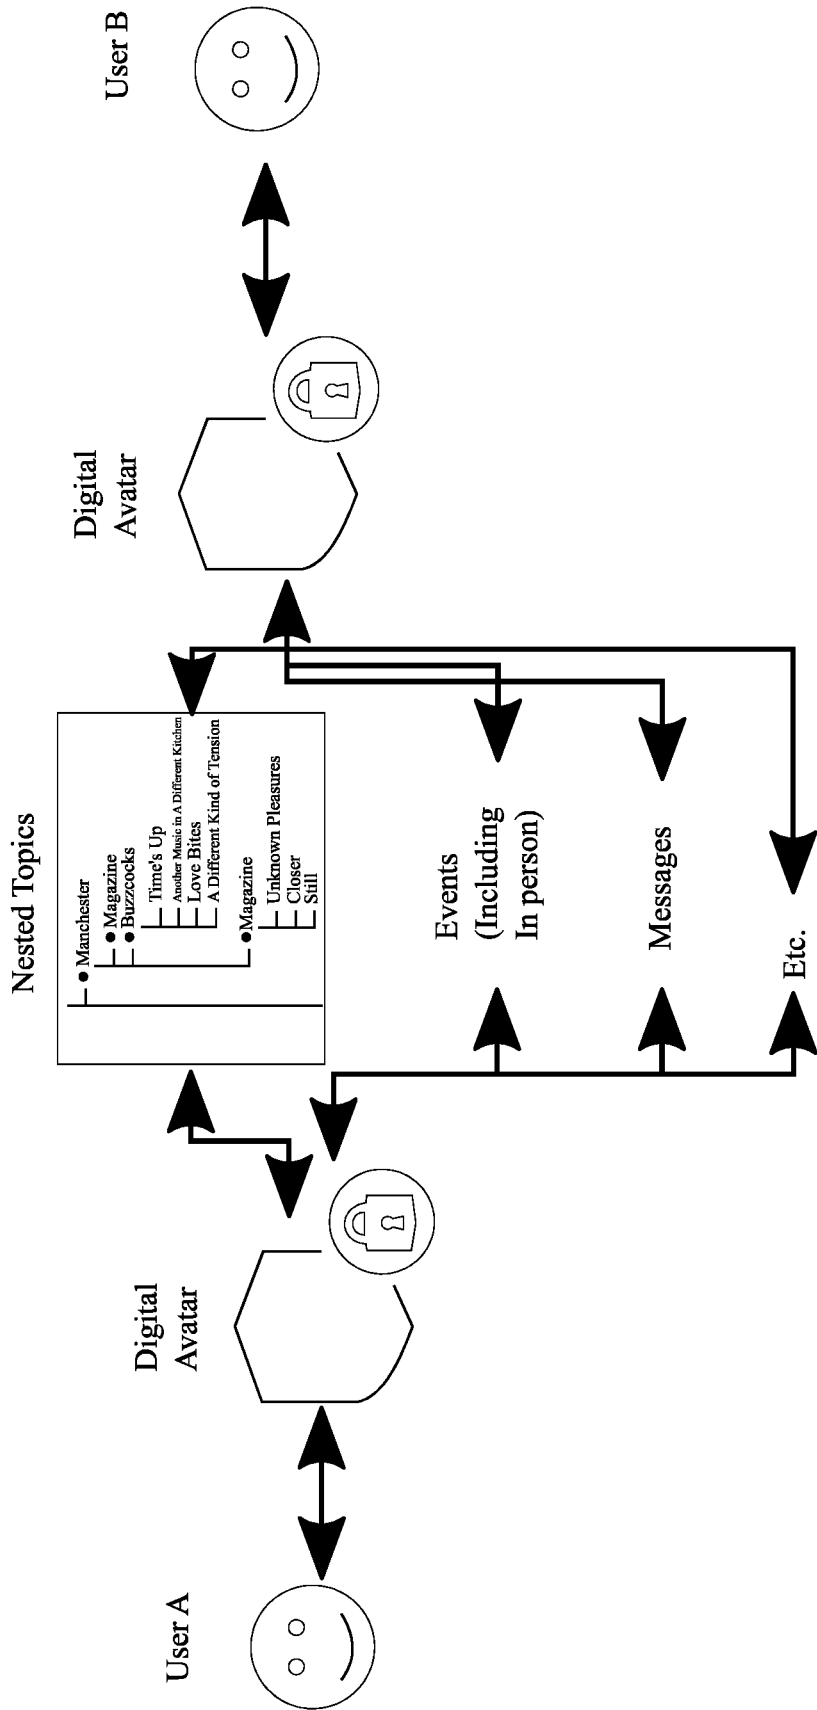 User A
Digital
Avatar
Nested Topics
Manchester
Magazine
Buzzcocks
Time's Up
Another Music in A Different Kitchen
Love Bites
A Different Kind of Tension
Magazine
Unknown Pleasures
Closer
Still
Events
(Including
In person)
Messages
Etc.
Digital
Avatar
User B